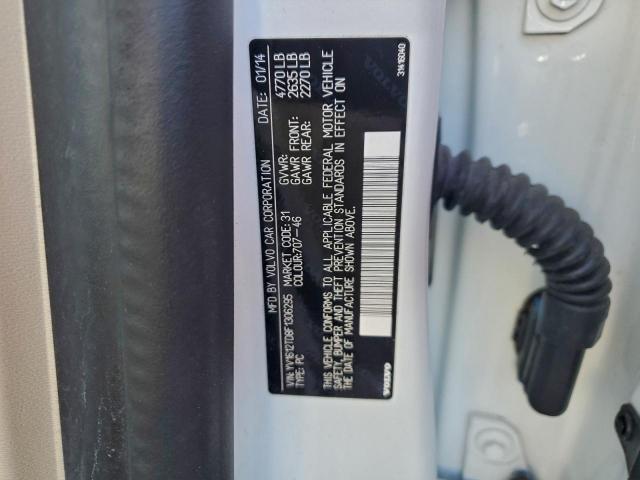 MFD BY VOLVO CAR CORPORATION DATE: 01/14
VIN: YV1612TD8F1306295 GVWR: 4770 LB
MARKET CODE: 31 GAWR FRONT: 2635 LB
TYPE: PC COLOUR: 707-46 GAWR REAR: 2270 LB
THIS VEHICLE CONFORMS TO ALL APPLICABLE FEDERAL MOTOR VEHICLE
SAFETY, BUMPER AND THEFT PREVENTION STANDARDS IN EFFECT ON
THE DATE OF MANUFACTURE SHOWN ABOVE.
VOLVO 31416040